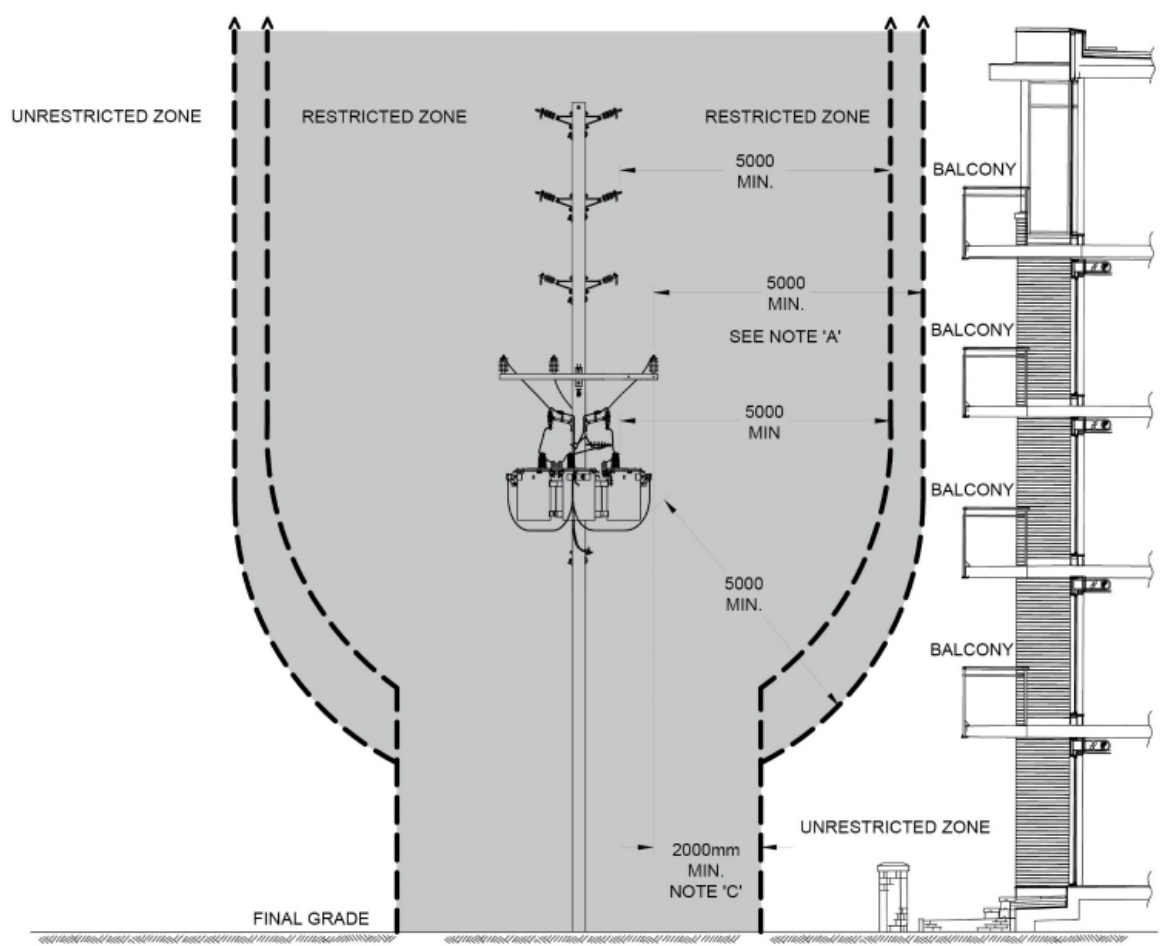 UNRESTRICTED ZONE
RESTRICTED ZONE
RESTRICTED ZONE
5000
MIN.
BALCONY
5000
MIN.
SEE NOTE 'A'
BALCONY
5000
MIN
BALCONY
5000
MIN.
BALCONY
UNRESTRICTED ZONE
2000mm
MIN.
NOTE 'C'
FINAL GRADE